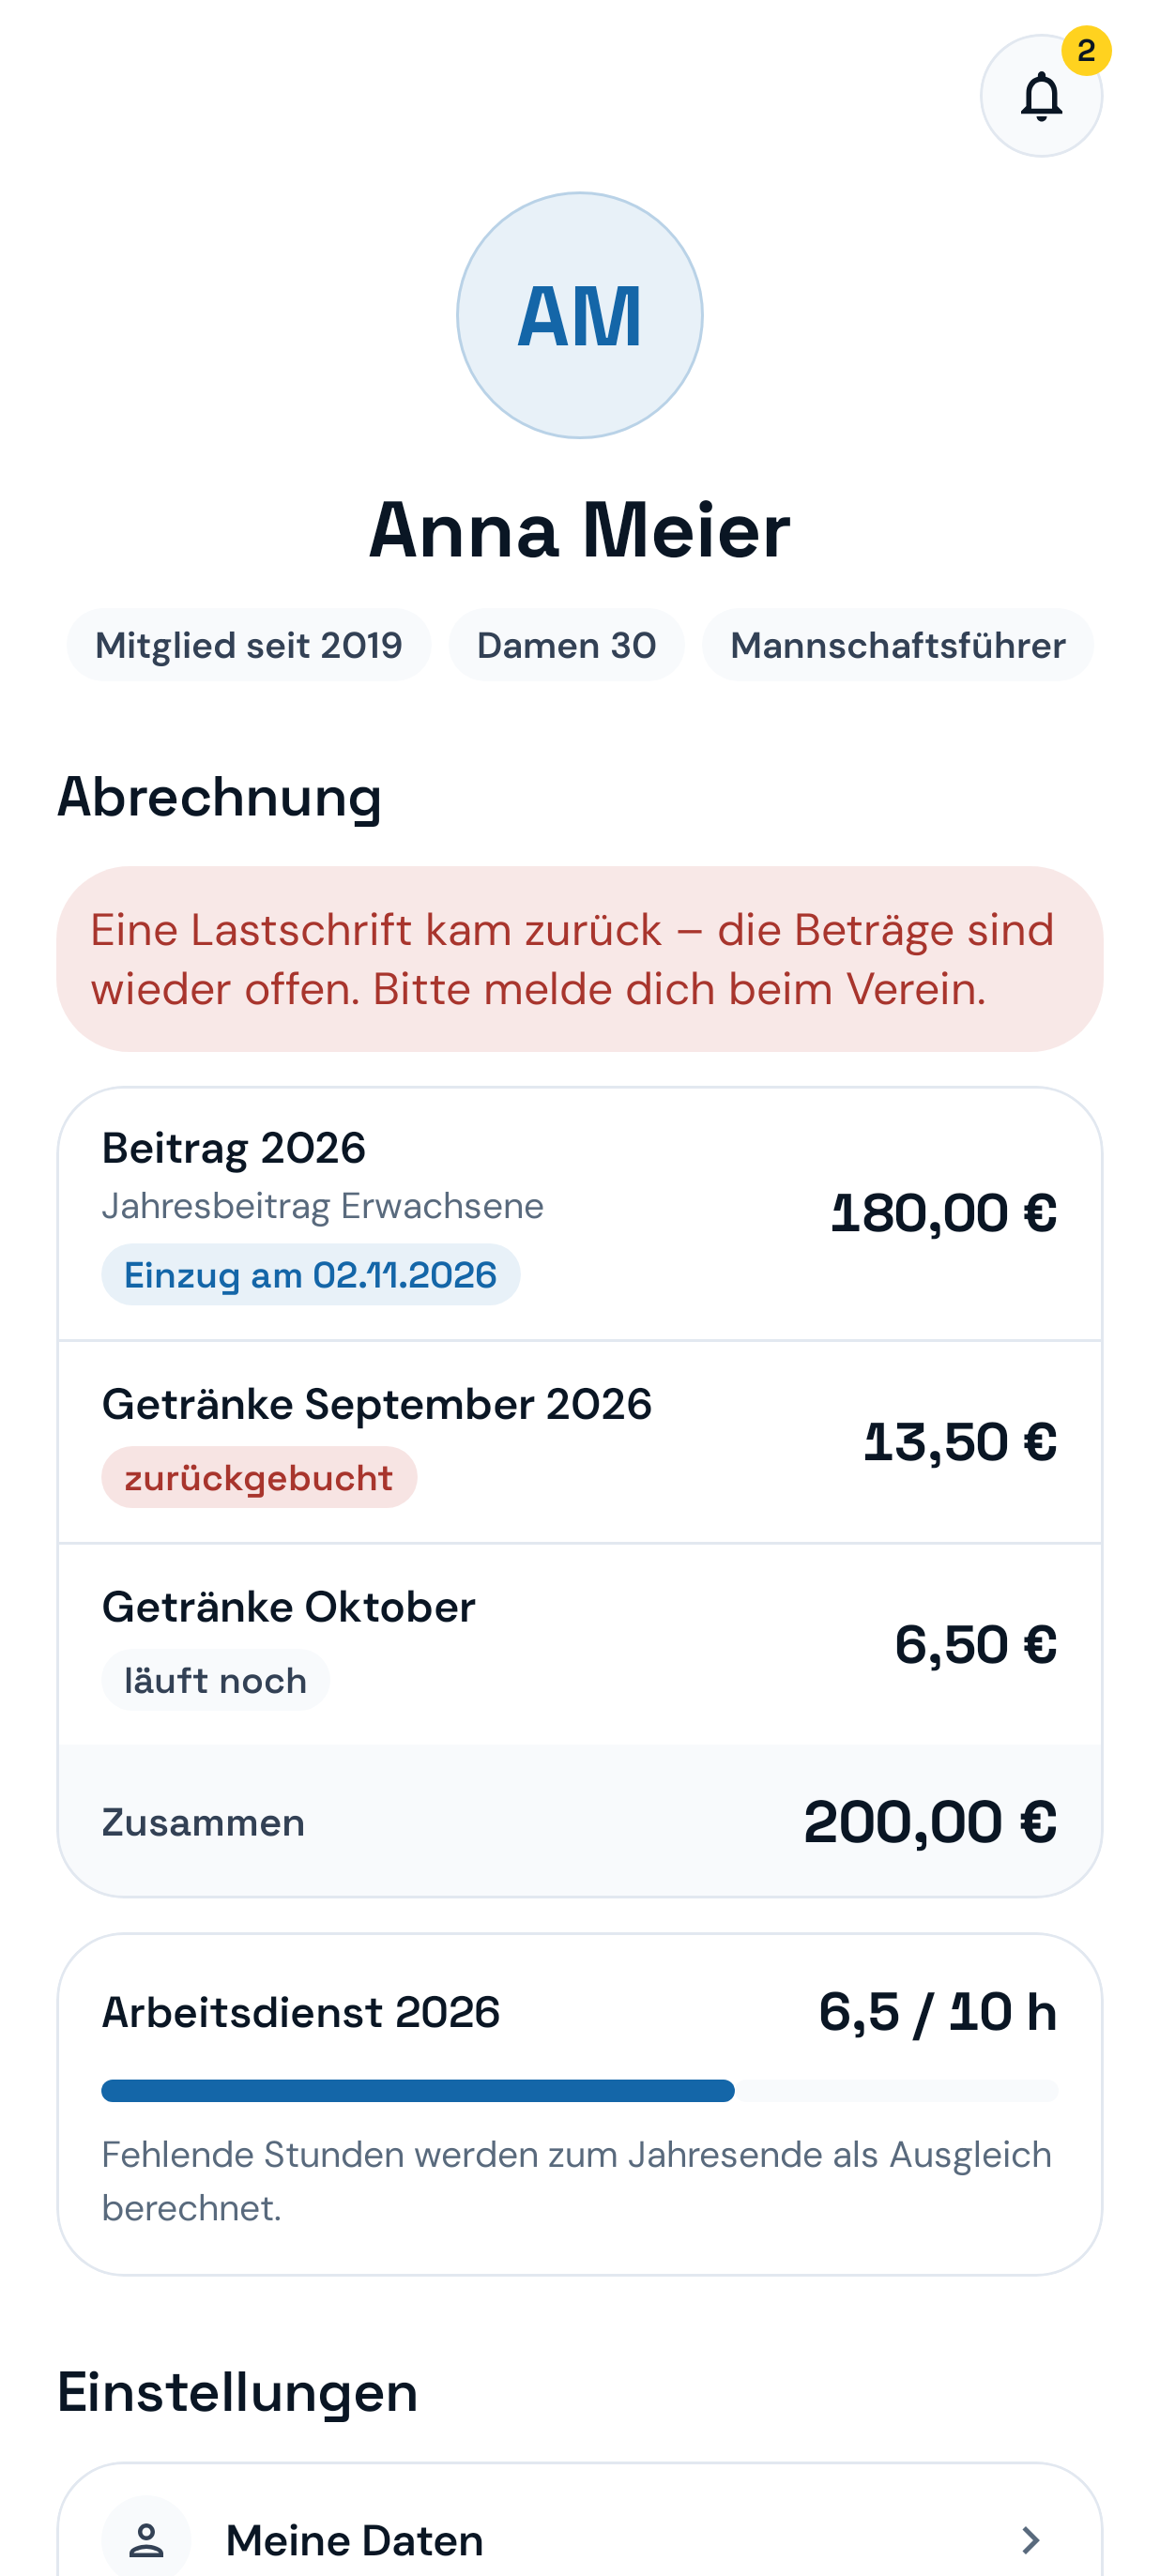 2
AM
Anna Meier
Mitglied seit 2019
Damen 30
Mannschaftsführer
Abrechnung
Eine Lastschrift kam zurück – die Beträge sind
wieder offen. Bitte melde dich beim Verein.
Beitrag 2026
Jahresbeitrag Erwachsene
180,00 €
Einzug am 02.11.2026
Getränke September 2026
13,50 €
zurückgebucht
Getränke Oktober
6,50 €
läuft noch
Zusammen
200,00 €
Arbeitsdienst 2026
6,5 / 10 h
Fehlende Stunden werden zum Jahresende als Ausgleich
berechnet.
Einstellungen
Meine Daten